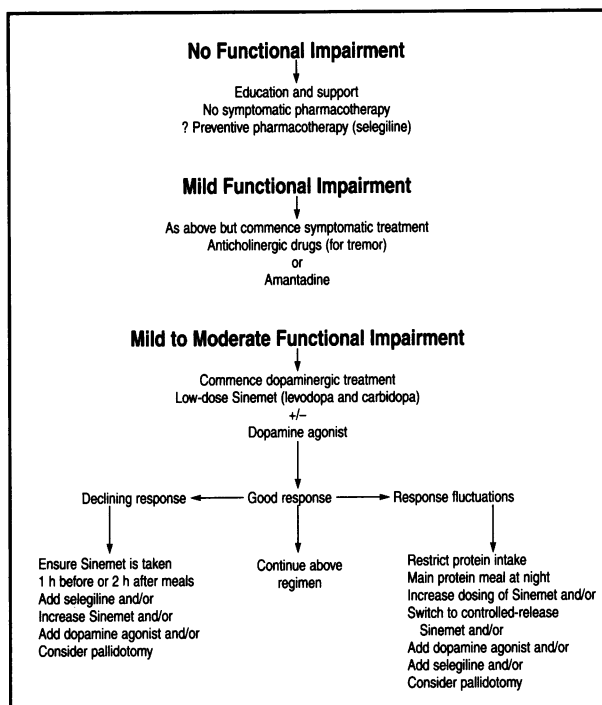 No Functional Impairment
Education and support
No symptomatic pharmacotherapy
? Preventive pharmacotherapy (selegiline)
Mild Functional Impairment
As above but commence symptomatic treatment
Anticholinergic drugs (for tremor)
or
Amantadine
Mild to Moderate Functional Impairment
Commence dopaminergic treatment
Low-dose Sinemet (levodopa and carbidopa)
+/–
Dopamine agonist
Declining response
Good response
Response fluctuations
Ensure Sinemet is taken
1 h before or 2 h after meals
Add selegiline and/or
Increase Sinemet and/or
Add dopamine agonist and/or
Consider pallidotomy
Continue above
regimen
Restrict protein intake
Main protein meal at night
Increase dosing of Sinemet and/or
Switch to controlled-release
Sinemet and/or
Add dopamine agonist and/or
Add selegiline and/or
Consider pallidotomy